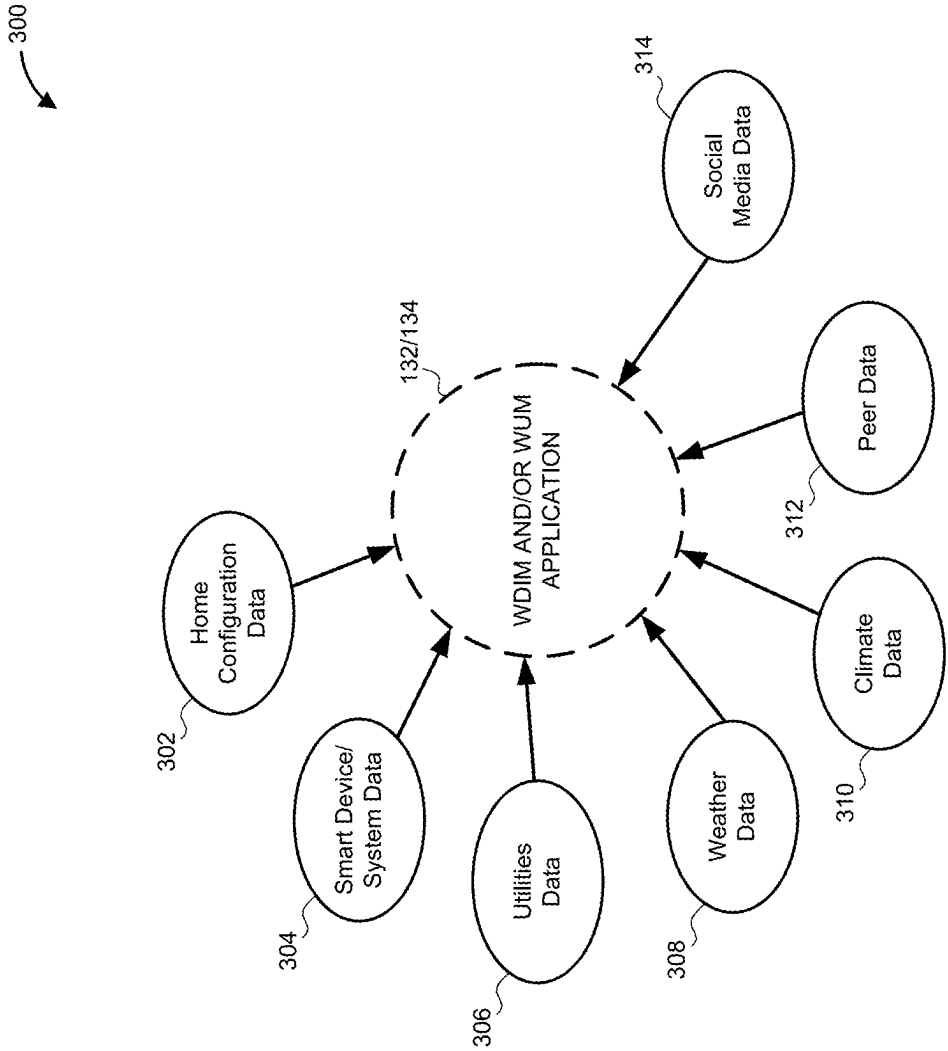 300
302
Home
Configuration
Data
304
Smart Device/
System Data
306
Utilities
Data
308
Weather
Data
310
Climate
Data
312
Peer Data
314
Social
Media Data
132/134
WDIM AND/OR WUM
APPLICATION